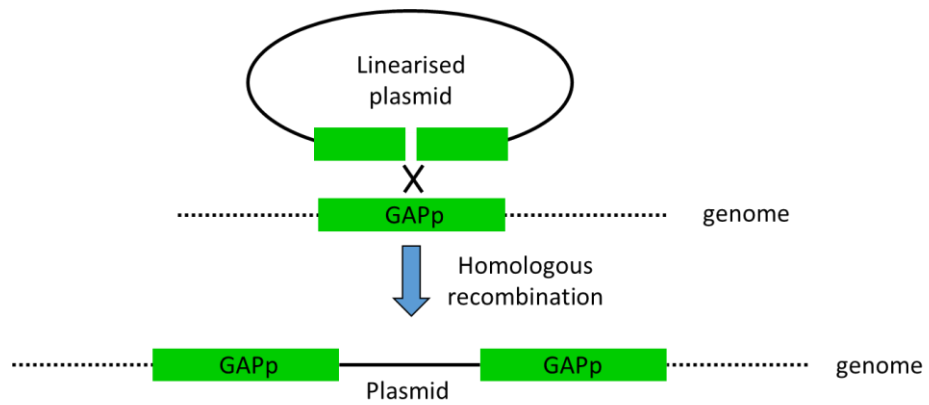 Linearised
plasmid
GAPp
genome
Homologous
recombination
GAPp
GAPp
genome
Plasmid